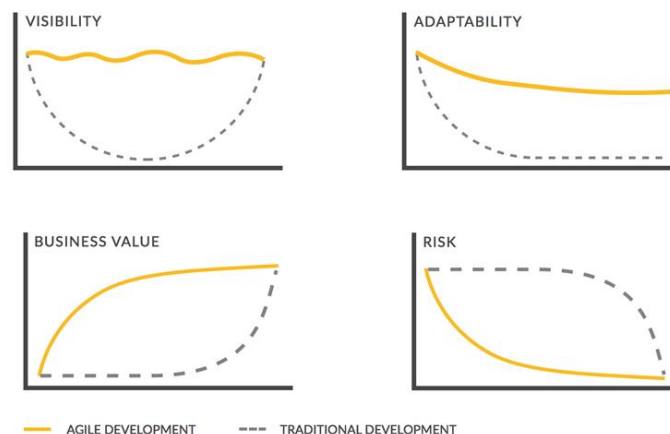 VISIBILITY
ADAPTABILITY
BUSINESS VALUE
RISK
AGILE DEVELOPMENT
TRADITIONAL DEVELOPMENT